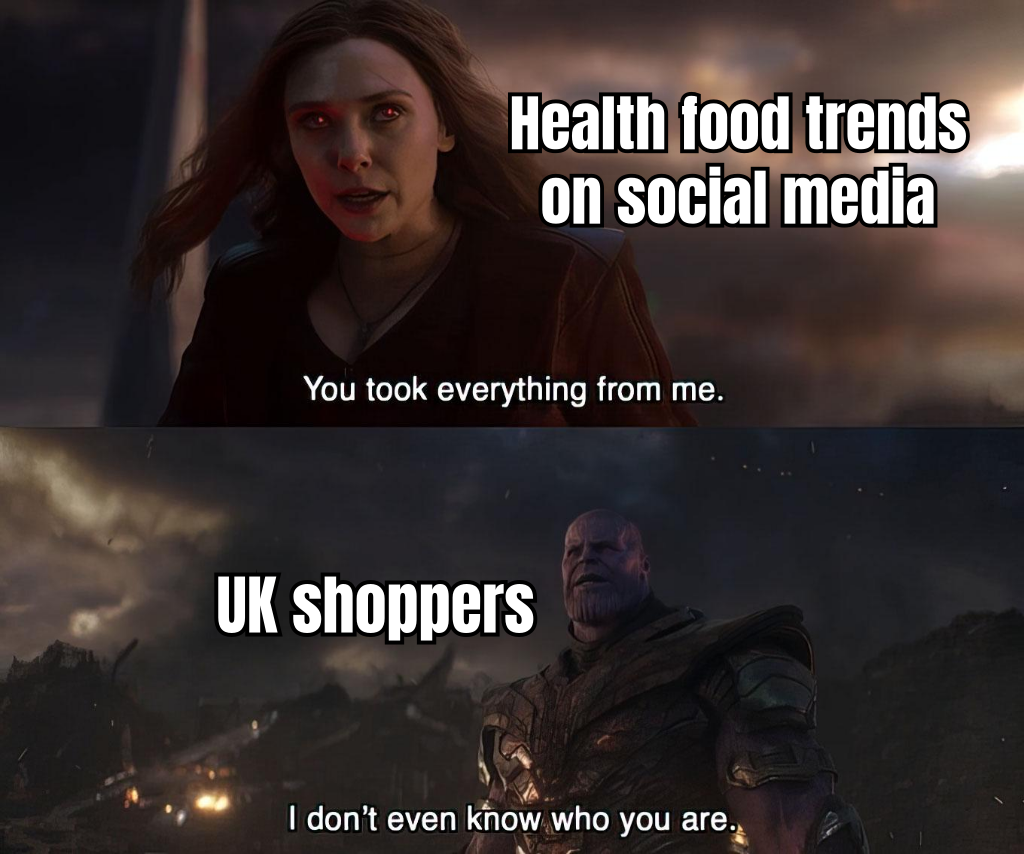 Health food trends
on social media
You took everything from me.
UK shoppers
I don't even know who you are.